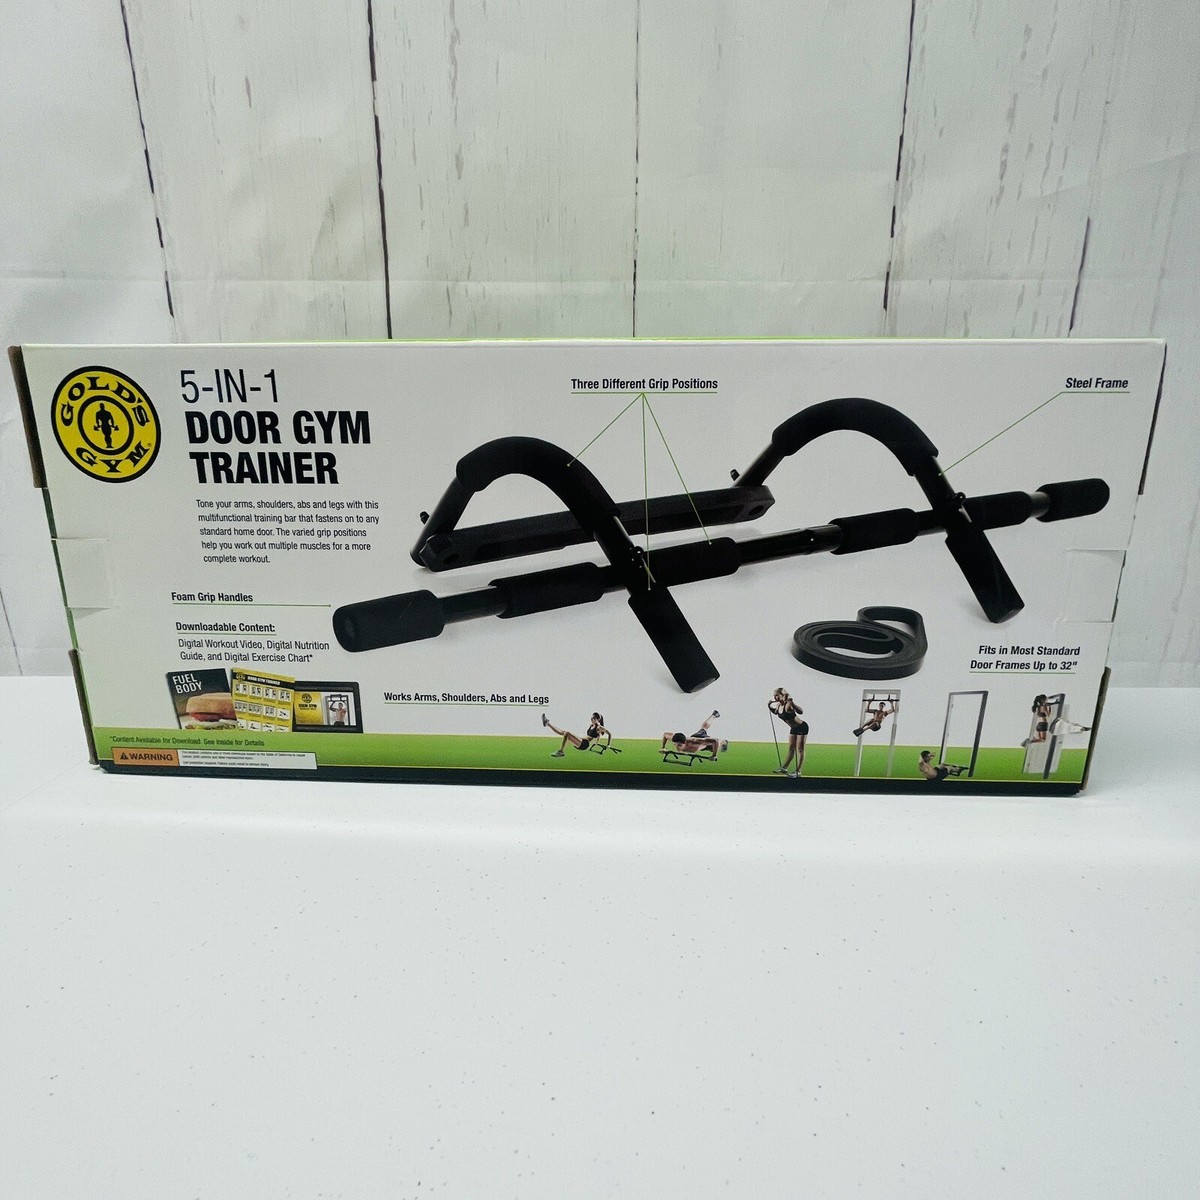 GOLD'S
GYM
5-IN-1
DOOR GYM
TRAINER
Tone your arms, shoulders, abs and legs with this
multifunctional training bar that fastens on to any
standard home door. The varied grip positions
help you work out multiple muscles for a more
complete workout.
Three Different Grip Positions
Steel Frame
Foam Grip Handles
Downloadable Content:
Digital Workout Video, Digital Nutrition
Guide, and Digital Exercise Chart*
FUEL
BODY
DOOR GYM TRAINER
Works Arms, Shoulders, Abs and Legs
Fits in Most Standard
Door Frames Up to 32"
*Content Available for Download. See Inside for Details
WARNING